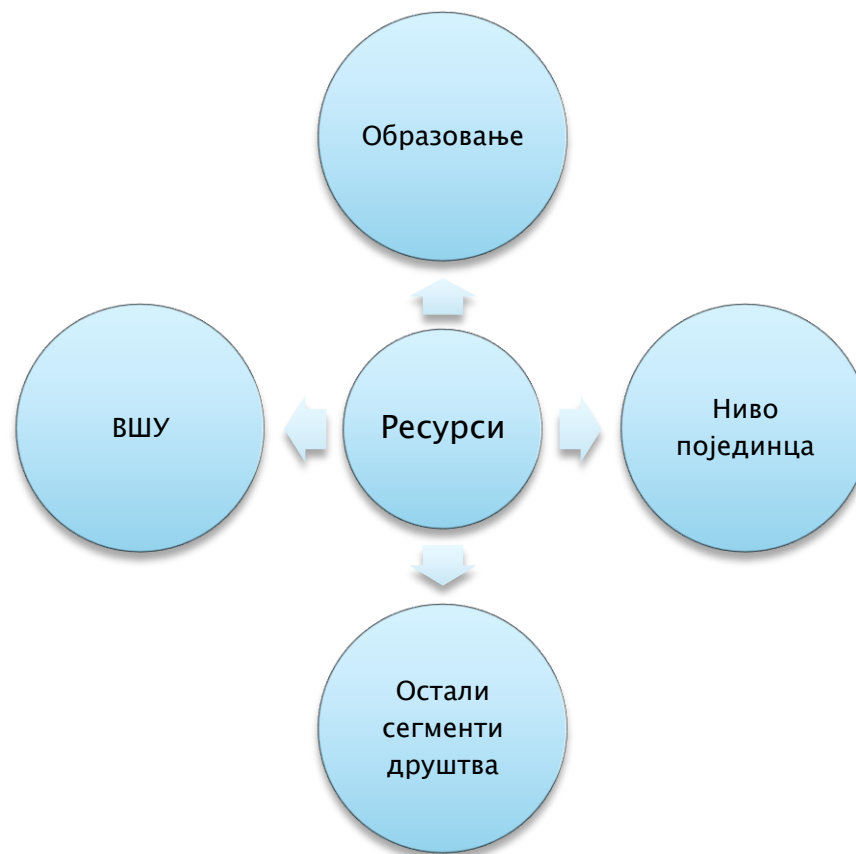 Образовање
ВШУ
Ресурси
Ниво
појединца
Остали
сегменти
друштва